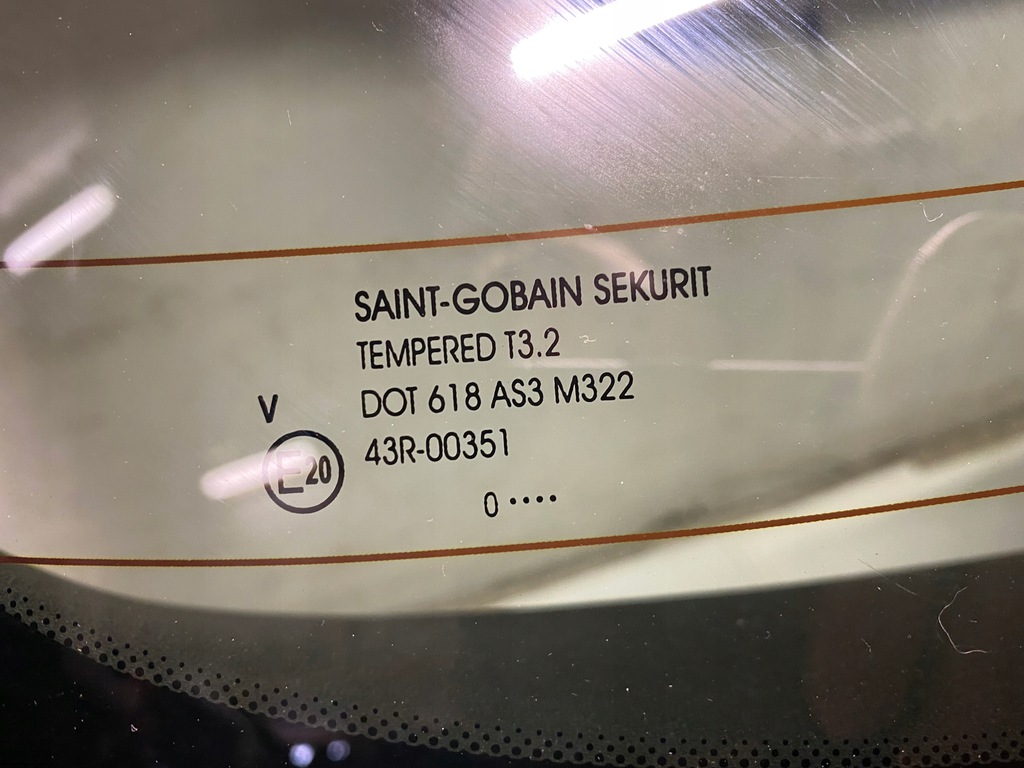 SAINT-GOBAIN SEKURIT
TEMPERED T3.2
DOT 618 AS3 M322
V
43R-00351
E20
0 ····